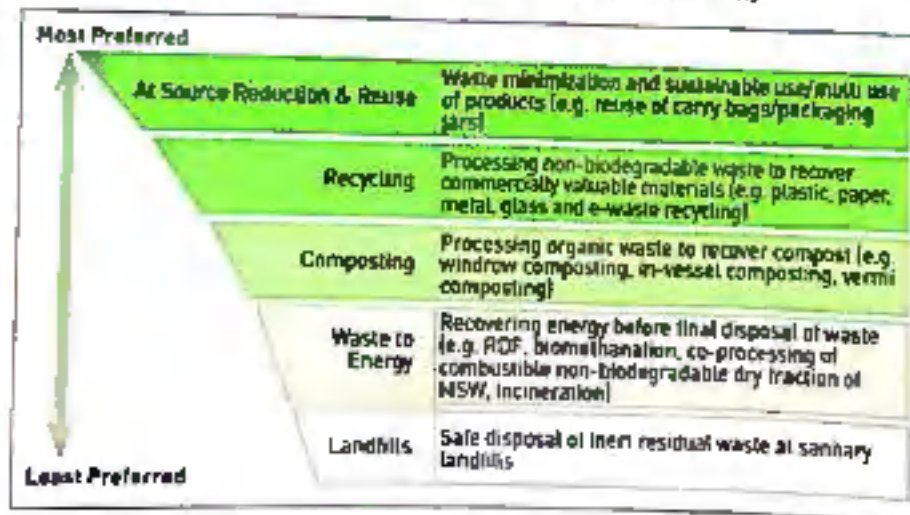 Most Preferred
At Source Reduction & Reuse
Waste minimization and sustainable use/multi use
of products (e.g. reuse of carry bags/packaging
jars)
Recycling
Processing non-biodegradable waste to recover
commercially valuable materials (e.g. plastic, paper,
metal, glass and e-waste recycling)
Composting
Processing organic waste to recover compost (e.g.
windrow composting, in-vessel composting, vermi
composting)
Waste to
Energy
Recovering energy before final disposal of waste
(e.g. RDF, biomethanation, co-processing of
combustible non-biodegradable dry fraction of
MSW, incineration)
Landfills
Safe disposal of inert residual waste at sanitary
landfills
Least Preferred